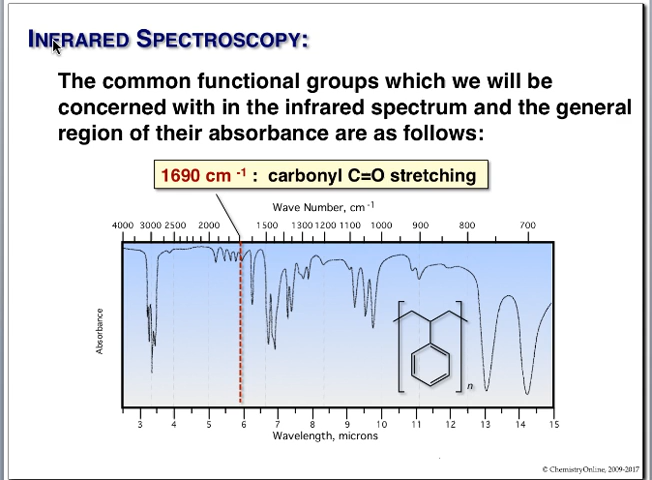 INFRARED SPECTROSCOPY:
The common functional groups which we will be
concerned with in the infrared spectrum and the general
region of their absorbance are as follows:
1690 cm -1 : carbonyl C=O stretching
Wave Number, cm-1
4000 3000 2500 2000 1500 1300 1200 1100 1000 900 800 700
Absorbance
n
3 4 5 6 7 8 9 10 11 12 13 14 15
Wavelength, microns
© ChemistryOnline, 2009-2017